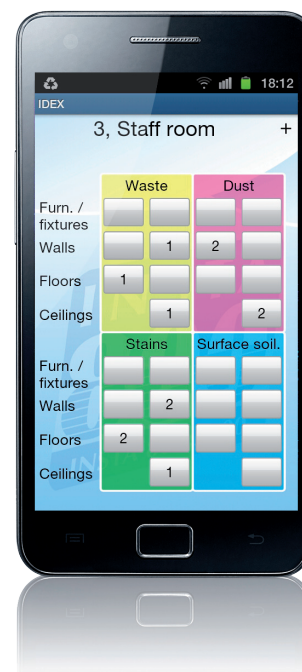 18:12
IDEX
3, Staff room +
Waste Dust
Furn. /
fixtures
Walls 1 2
Floors 1
Ceilings 1 2
Stains Surface soil.
Furn. /
fixtures
Walls 2
Floors 2
Ceilings 1